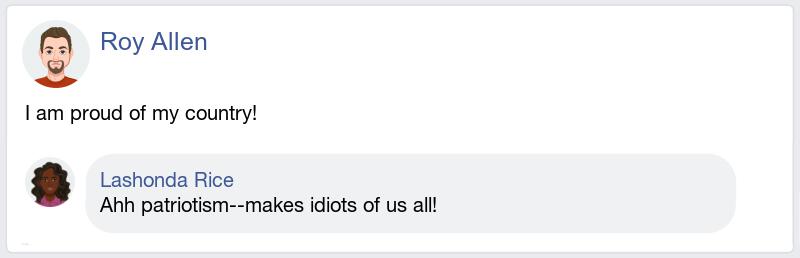 Roy Allen
I am proud of my country!
Lashonda Rice
Ahh patriotism--makes idiots of us all!